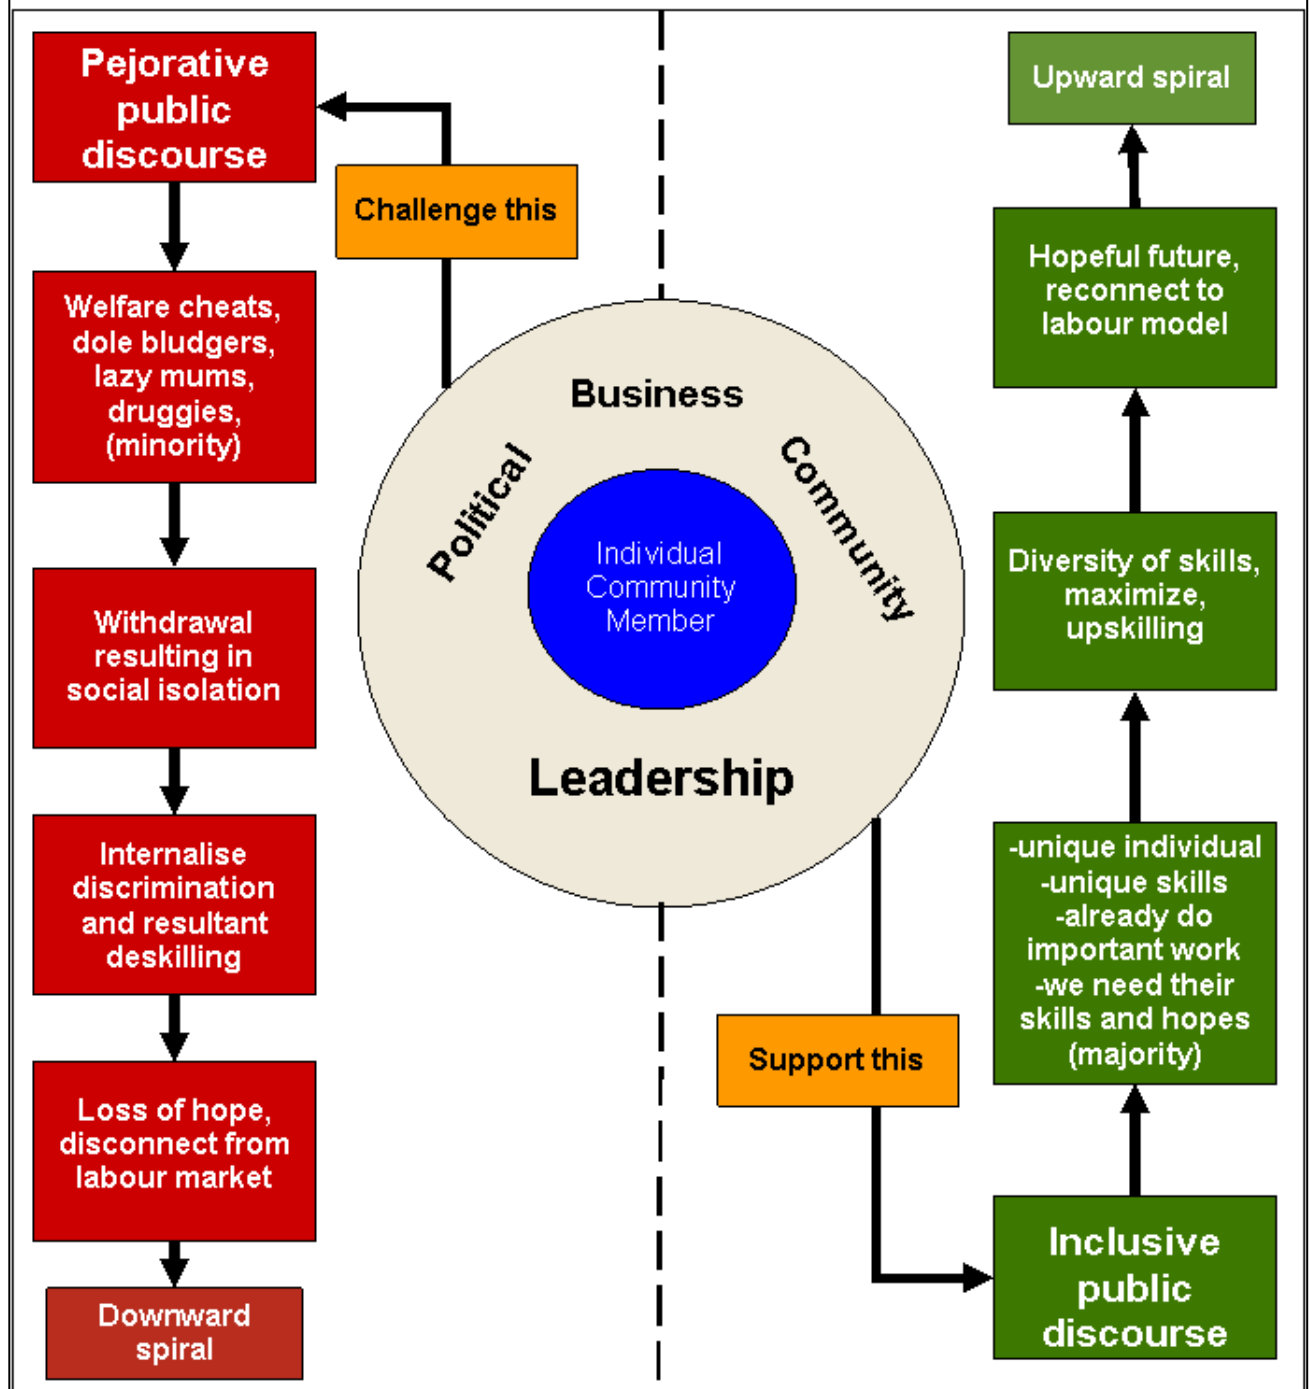 Pejorative
public
discourse
Challenge this
Welfare cheats,
dole bludgers,
lazy mums,
druggies,
(minority)
Withdrawal
resulting in
social isolation
Internalise
discrimination
and resultant
deskilling
Loss of hope,
disconnect from
labour market
Downward
spiral
Business
Political
Community
Individual
Community
Member
Leadership
Support this
Upward spiral
Hopeful future,
reconnect to
labour model
Diversity of skills,
maximize,
upskilling
-unique individual
-unique skills
-already do
important work
-we need their
skills and hopes
(majority)
Inclusive
public
discourse